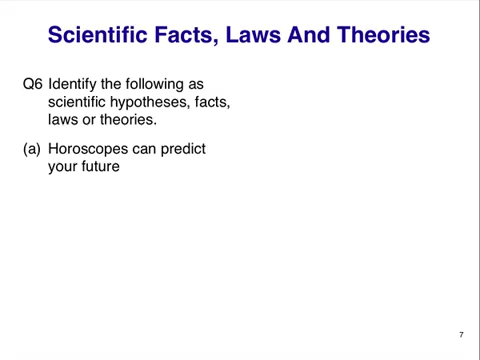 Scientific Facts, Laws And Theories
Q6 Identify the following as
scientific hypotheses, facts,
laws or theories.
(a) Horoscopes can predict
your future
7